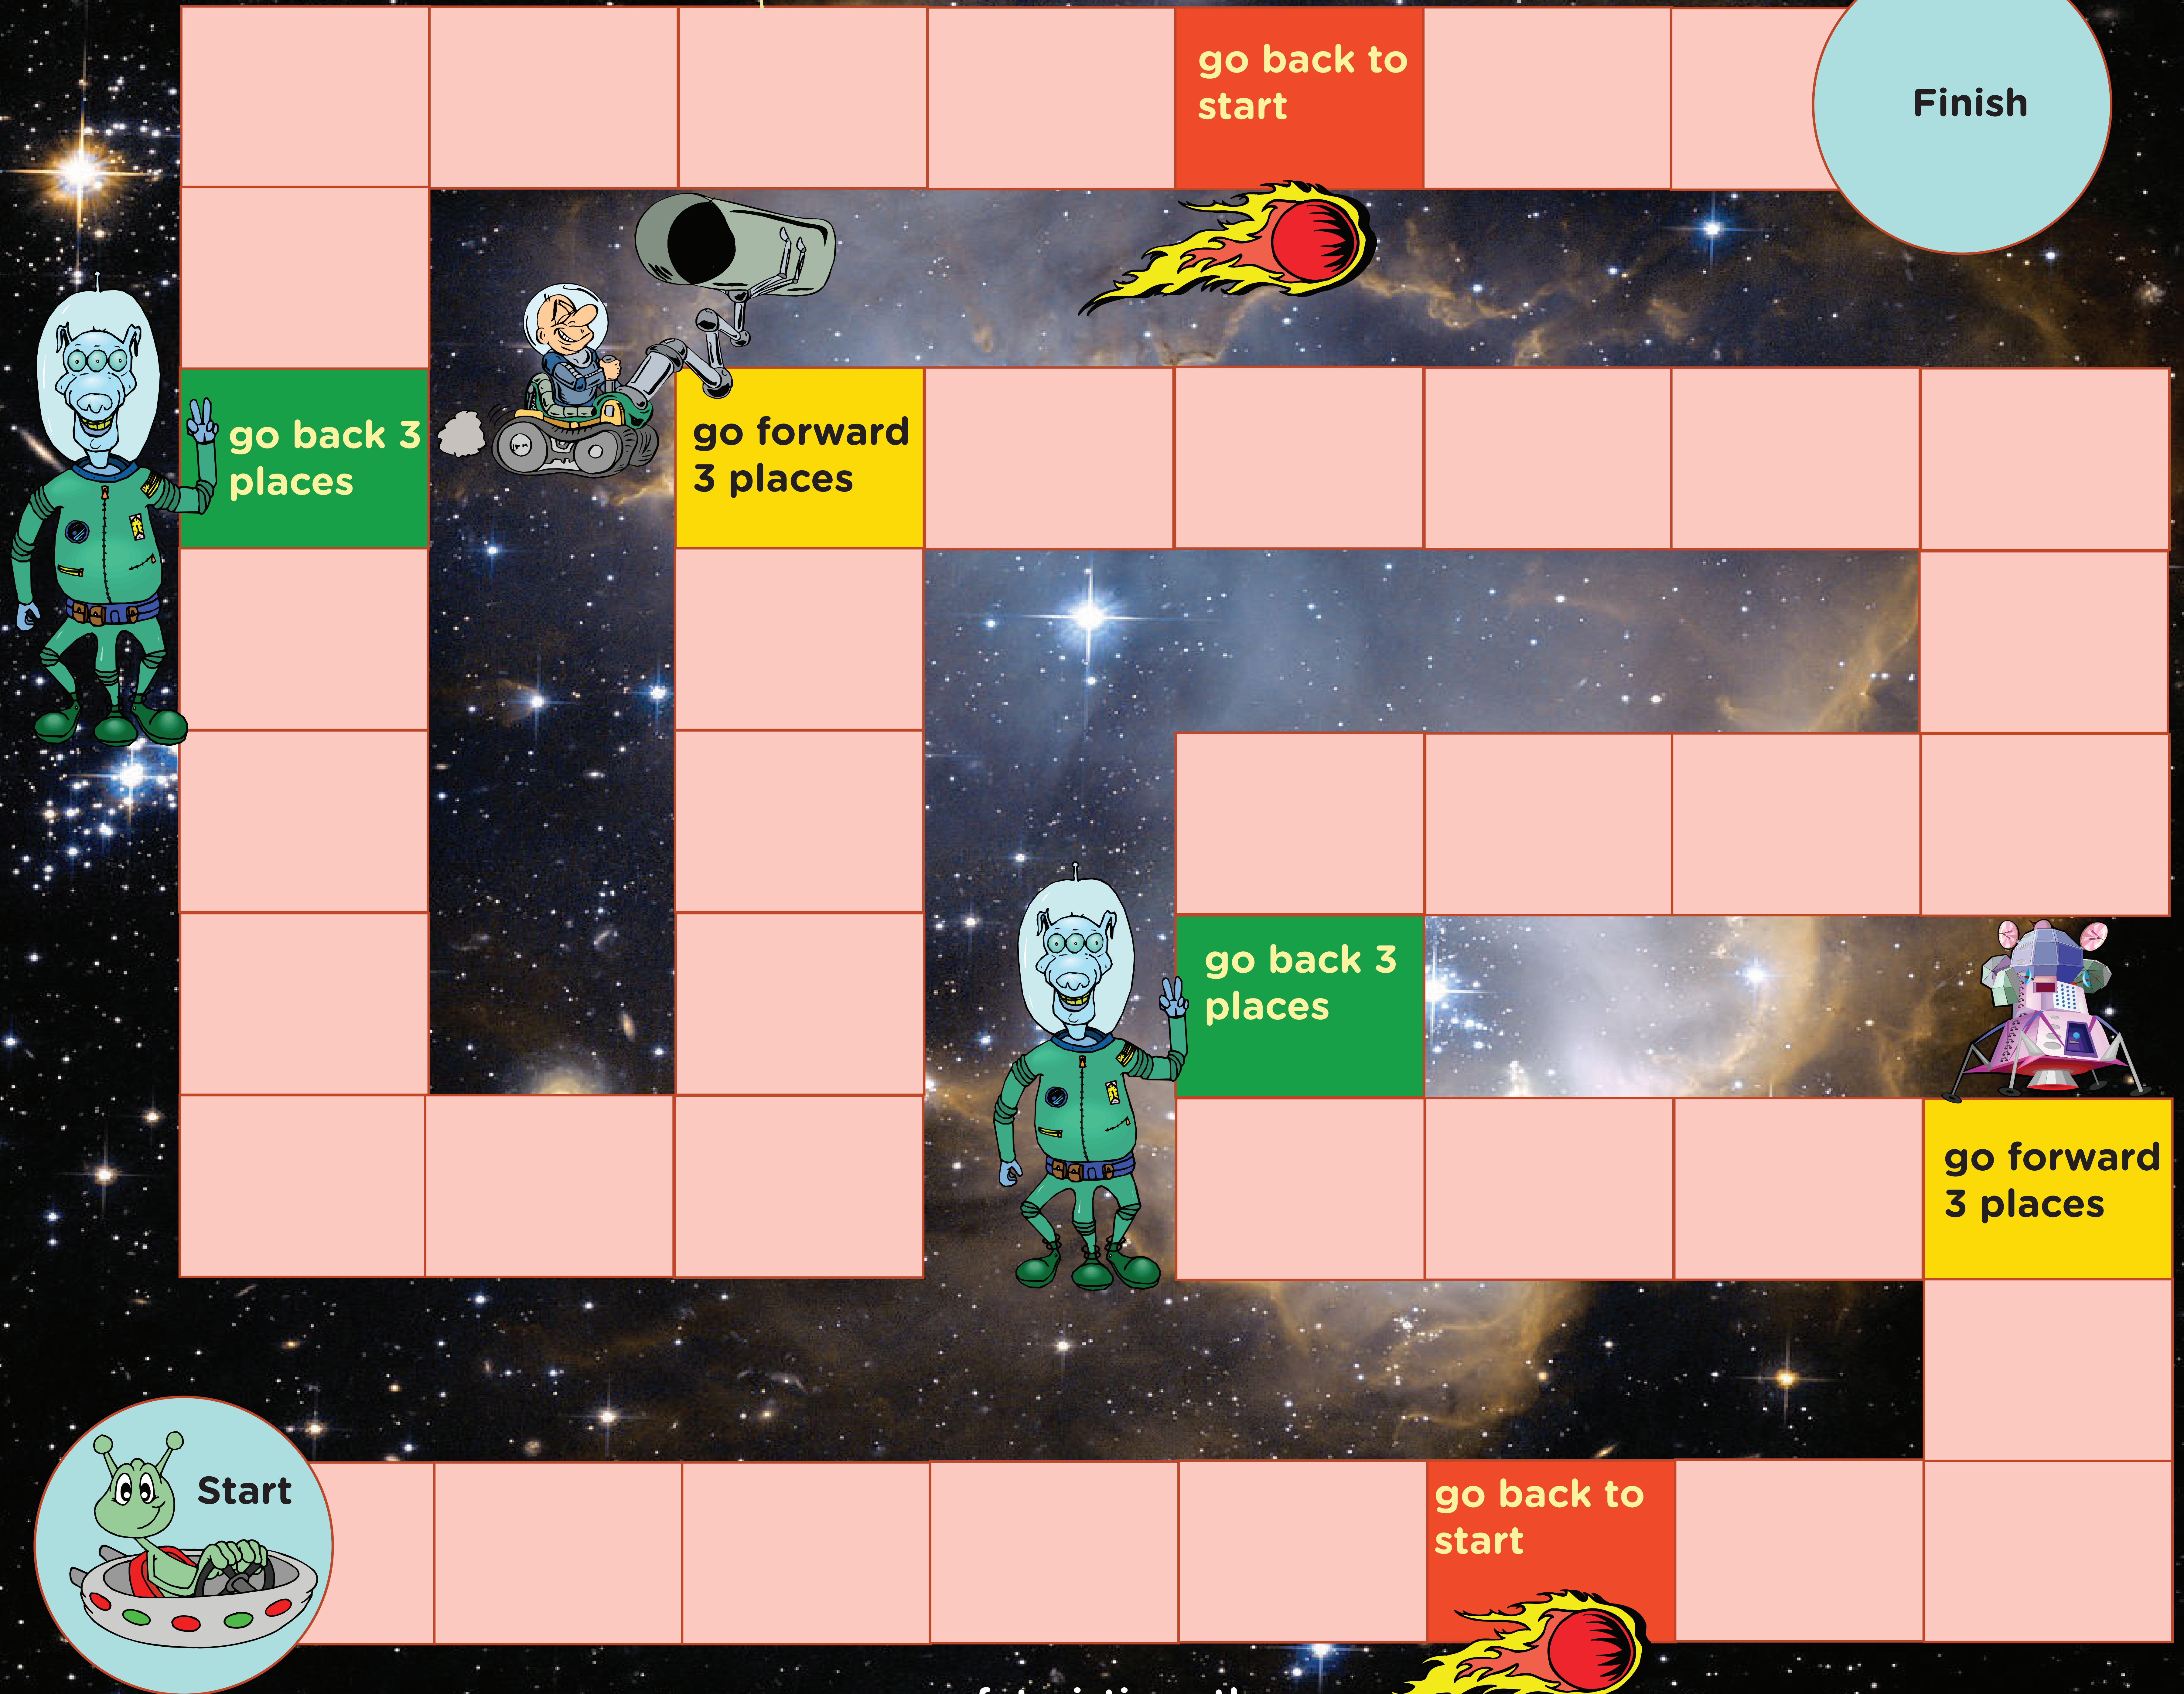 go back to
start
Finish
go back 3
places
go forward
3 places
go back 3
places
go forward
3 places
Start
go back to
start